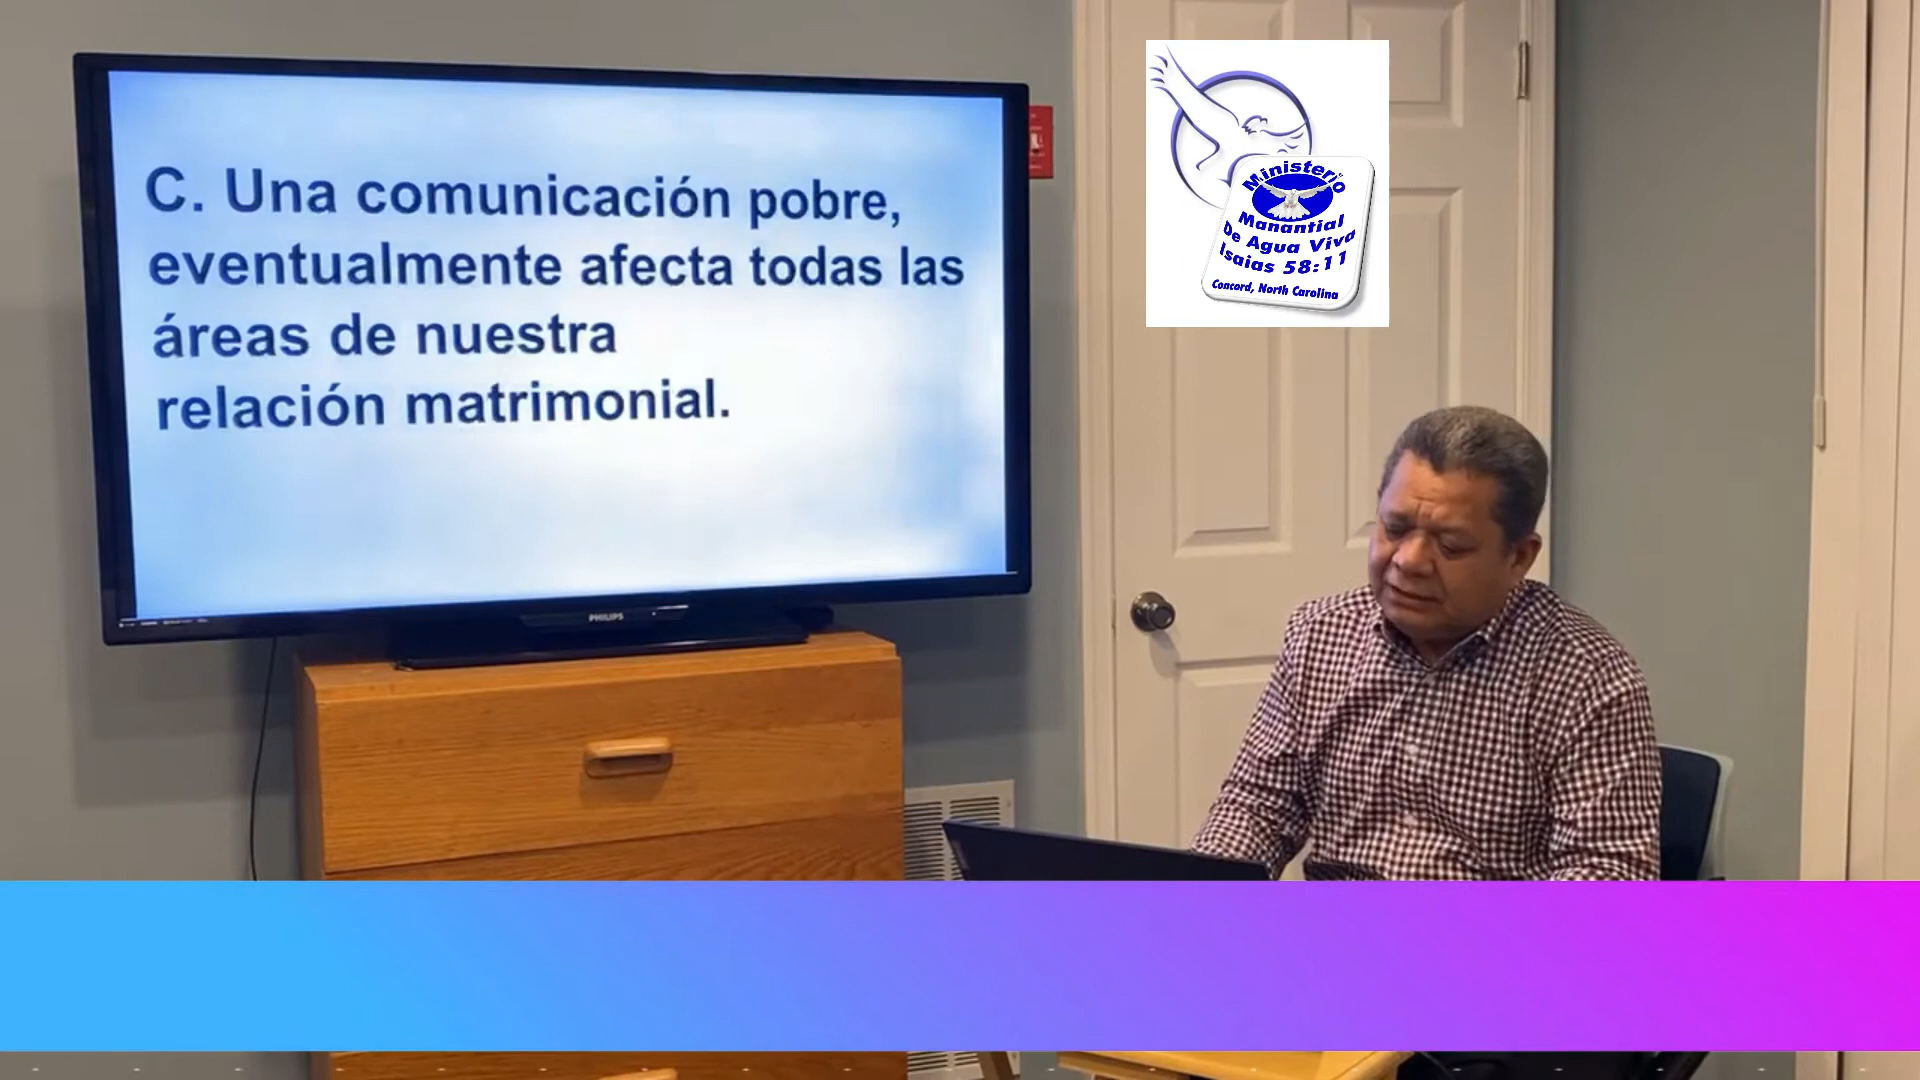 C. Una comunicación pobre,
eventualmente afecta todas las
áreas de nuestra
relación matrimonial.
PHILIPS
Ministerio
Manantial
De Agua Viva
Isaias 58:11
Concord, North Carolina